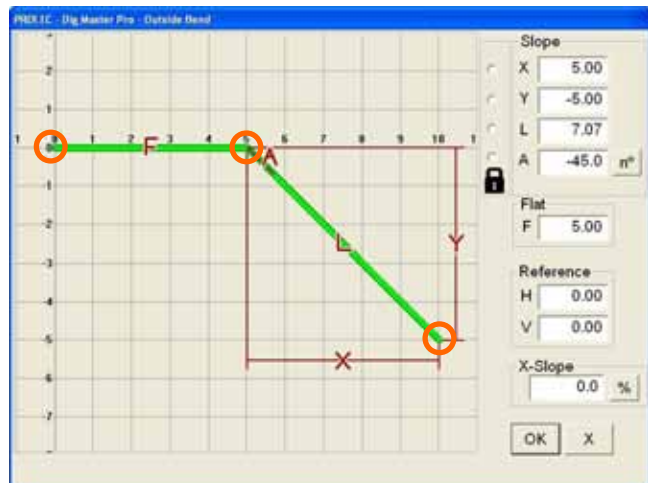 PROLEC - Dig Master Pro - Outside Bend
2
1
1 0 1 2 3 4 5 6 7 8 9 10 1
F
A
-1
-2
L
Y
-3
-4
-5
X
-6
-7
Slope
X 5.00
Y -5.00
L 7.07
A -45.0 nº
Flat
F 5.00
Reference
H 0.00
V 0.00
X-Slope
0.0 %
OK X